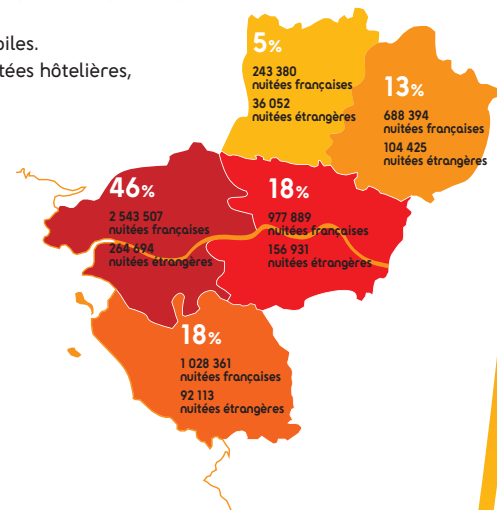 tées hôtelières,
5%
243 380
nuitées françaises
36 052
nuitées étrangères
13%
688 394
nuitées françaises
104 425
nuitées étrangères
46%
2 543 507
nuitées françaises
264 694
nuitées étrangères
18%
977 889
nuitées françaises
156 931
nuitées étrangères
18%
1 028 361
nuitées françaises
92 113
nuitées étrangères